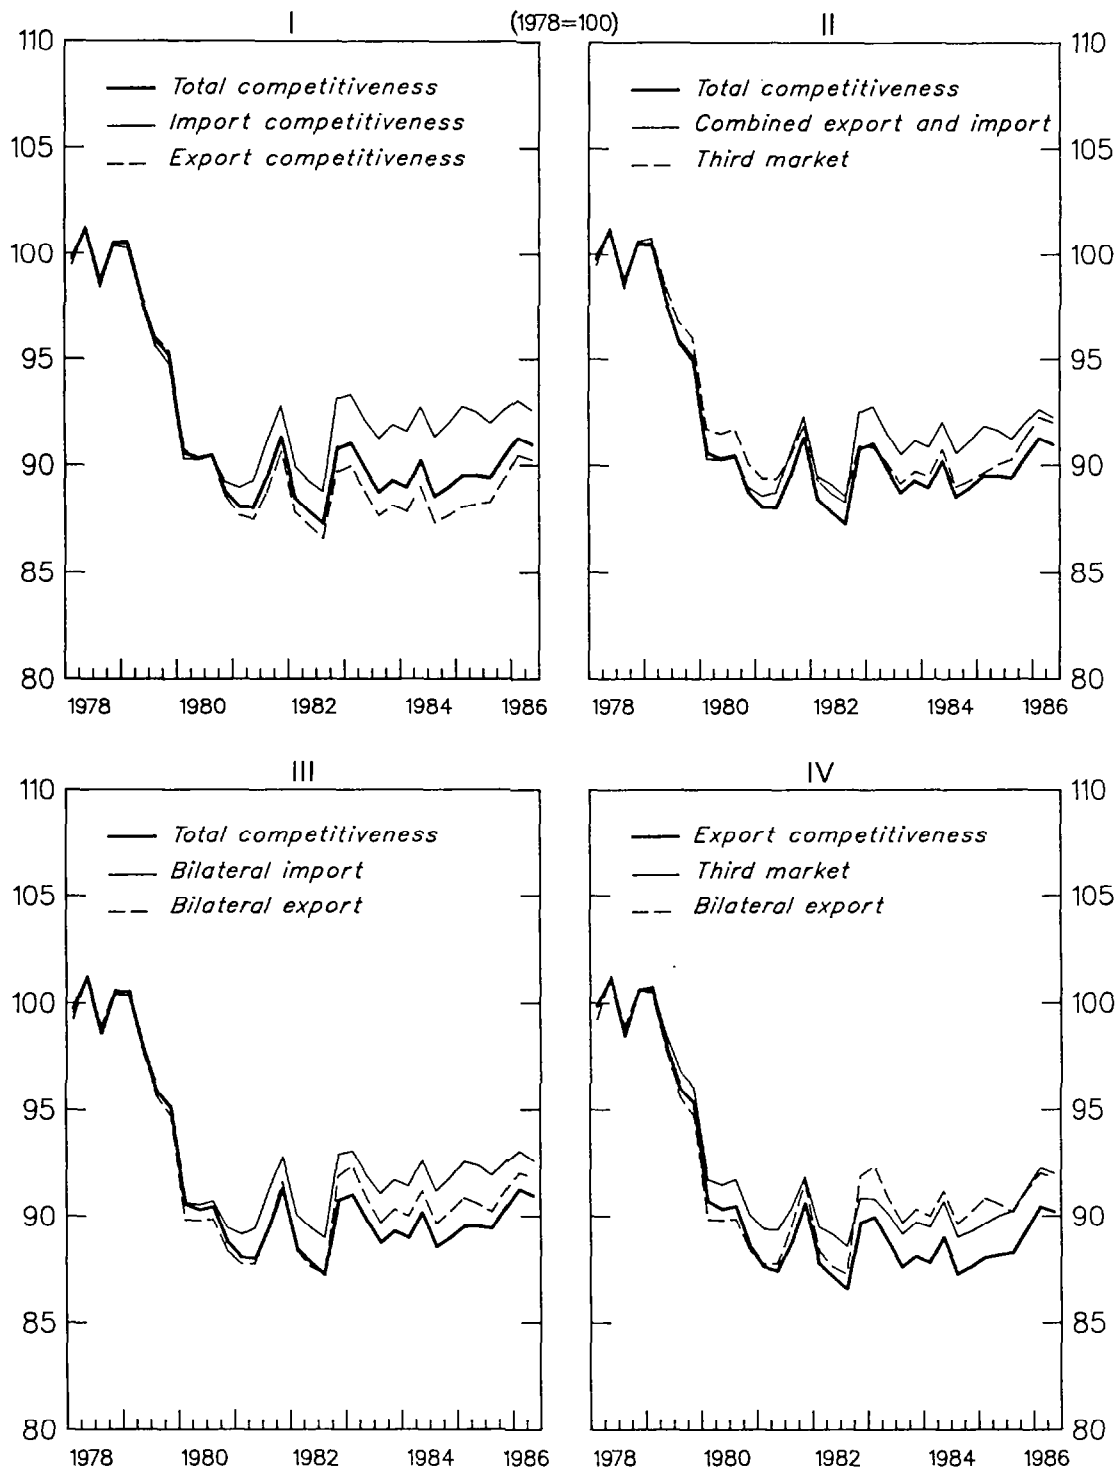 I (1978=100) II
110 110
Total competitiveness
Import competitiveness
Export competitiveness
Total competitiveness
Combined export and import
Third market
105 105
100 100
95 95
90 90
85 85
80 80
1978 1980 1982 1984 1986
1978 1980 1982 1984 1986
III IV
110 110
Total competitiveness
Bilateral import
Bilateral export
Export competitiveness
Third market
Bilateral export
105 105
100 100
95 95
90 90
85 85
80 80
1978 1980 1982 1984 1986
1978 1980 1982 1984 1986